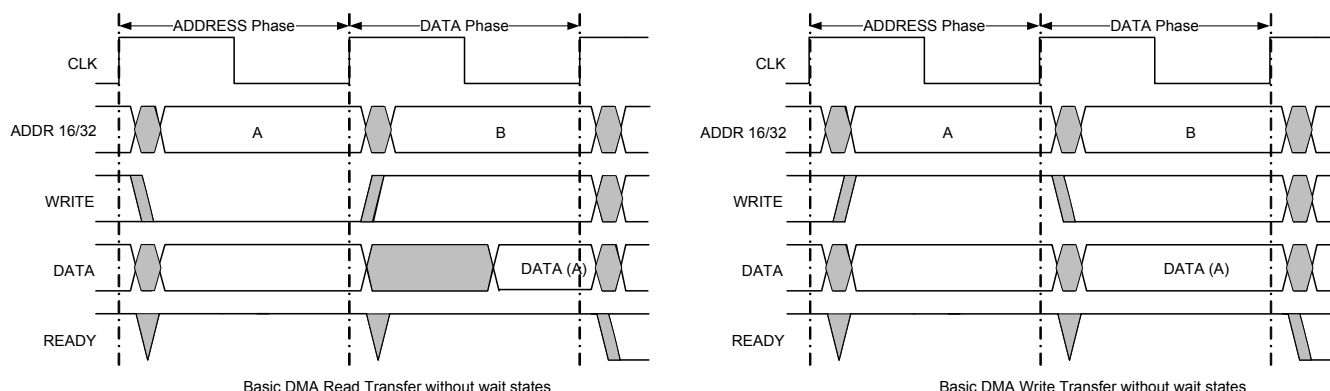 ADDRESS Phase
DATA Phase
CLK
ADDR 16/32
A
B
WRITE
DATA
DATA (A)
READY
Basic DMA Read Transfer without wait states
ADDRESS Phase
DATA Phase
CLK
ADDR 16/32
A
B
WRITE
DATA
DATA (A)
READY
Basic DMA Write Transfer without wait states